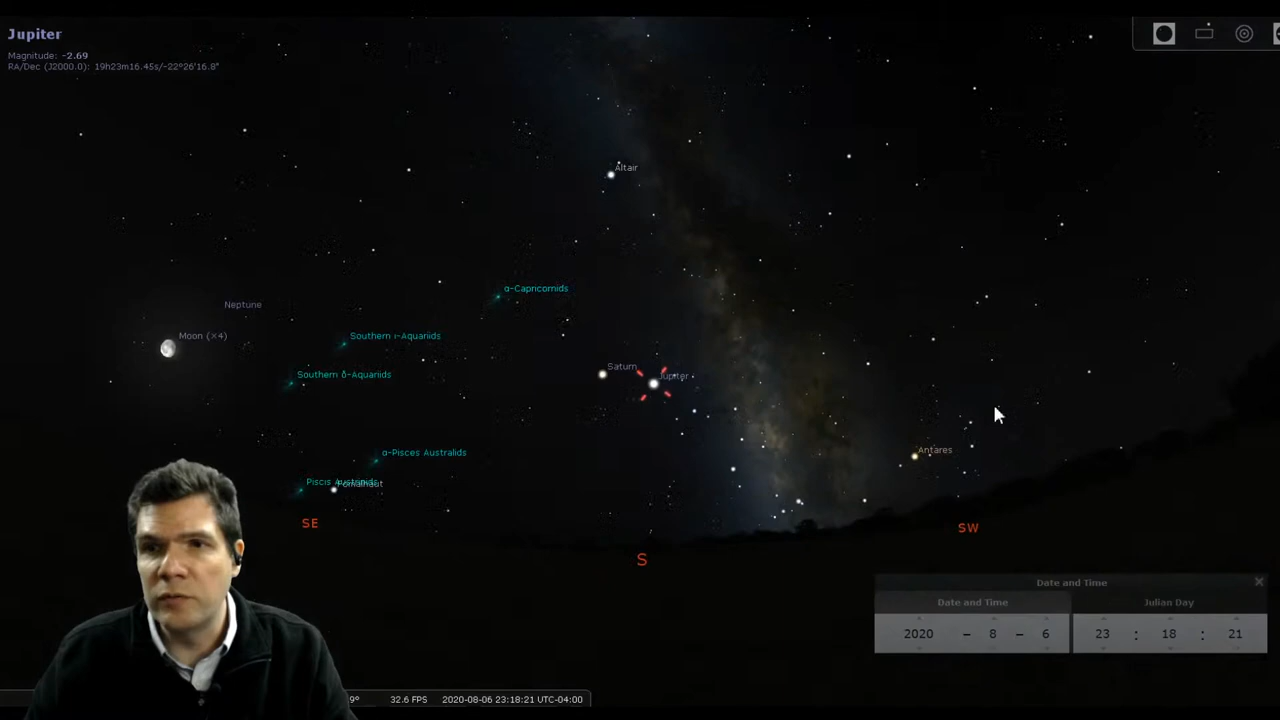 Jupiter
Magnitude: -2.69
RA/Dec (J2000.0): 19h23m16.45s/-22°26'16.8"
Altair
α-Capricornids
Neptune
Moon (×4)
Southern ι-Aquariids
Southern δ-Aquariids
Saturn
Jupiter
α-Pisces Australids
Antares
Piscis Austrinids
Fomalhaut
SE
SW
S
Date and Time
Date and Time
Julian Day
2020 - 8 - 6
23 : 18 : 21
9°
32.6 FPS
2020-08-06 23:18:21 UTC-04:00